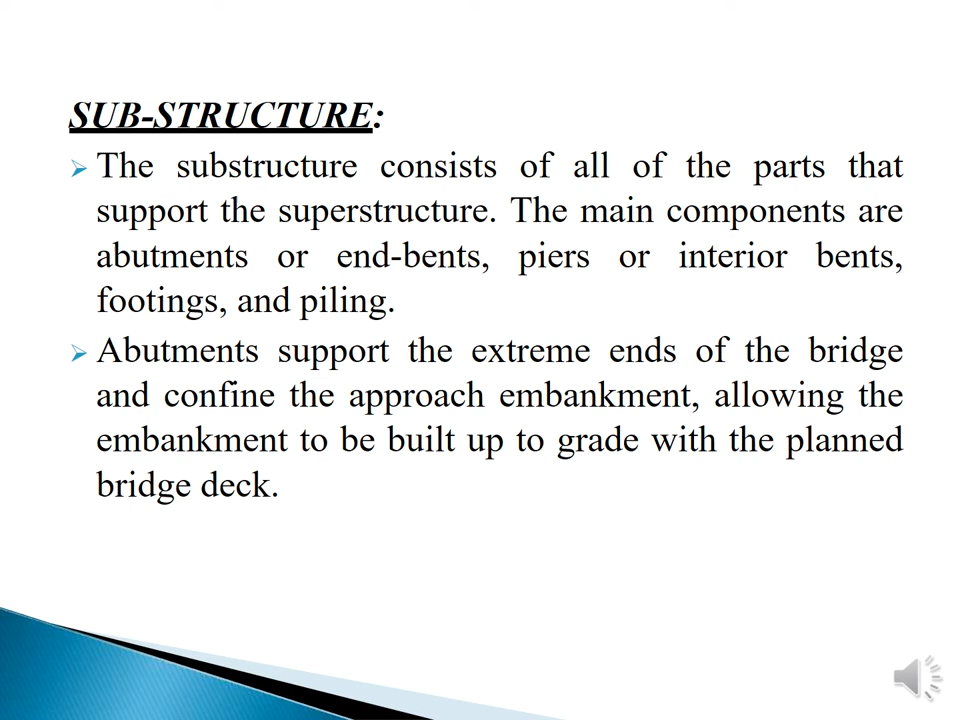 SUB-STRUCTURE:
➢ The substructure consists of all of the parts that
support the superstructure. The main components are
abutments or end-bents, piers or interior bents,
footings, and piling.
➢ Abutments support the extreme ends of the bridge
and confine the approach embankment, allowing the
embankment to be built up to grade with the planned
bridge deck.